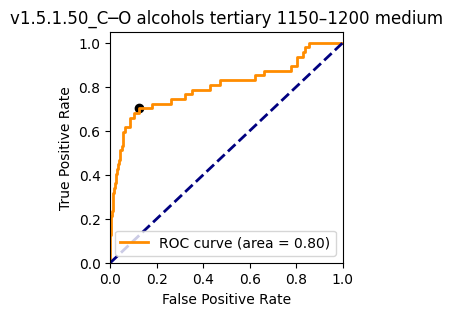 v1.5.1.50_C─O alcohols tertiary 1150–1200 medium
1.0
0.8
0.6
0.4
0.2
0.0
True Positive Rate
ROC curve (area = 0.80)
0.0 0.2 0.4 0.6 0.8 1.0
False Positive Rate